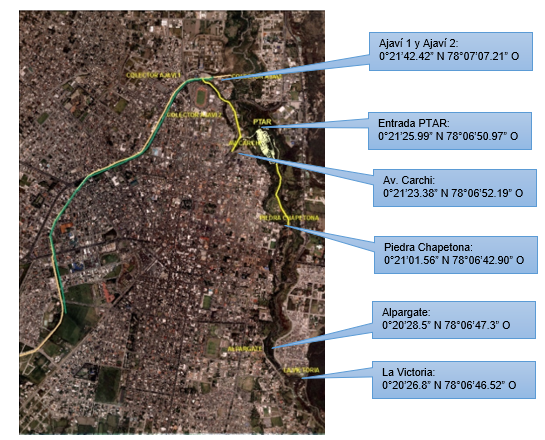 Ajaví 1 y Ajaví 2:
0°21'42.42" N 78°07'07.21" O
COLECTOR AJAVI 1
COLECTOR AJAVI 2
Entrada PTAR:
0°21'25.99" N 78°06'50.97" O
PTAR
AV CARCHI
Av. Carchi:
0°21'23.38" N 78°06'52.19" O
PIEDRA CHAPETONA
Piedra Chapetona:
0°21'01.56" N 78°06'42.90" O
Alpargate:
0°20'28.5" N 78°06'47.3" O
ALPARGATE
LA VICTORIA
La Victoria:
0°20'26.8" N 78°06'46.52" O